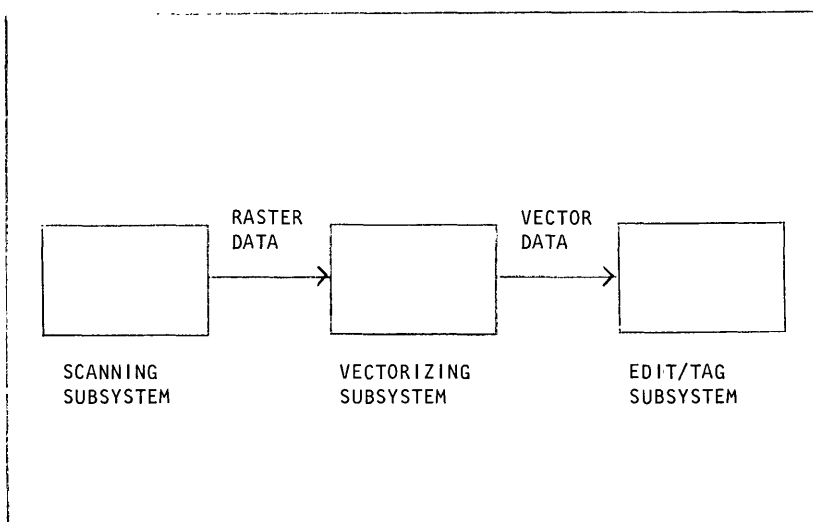 RASTER
DATA
VECTOR
DATA
SCANNING
SUBSYSTEM
VECTORIZING
SUBSYSTEM
EDIT/TAG
SUBSYSTEM